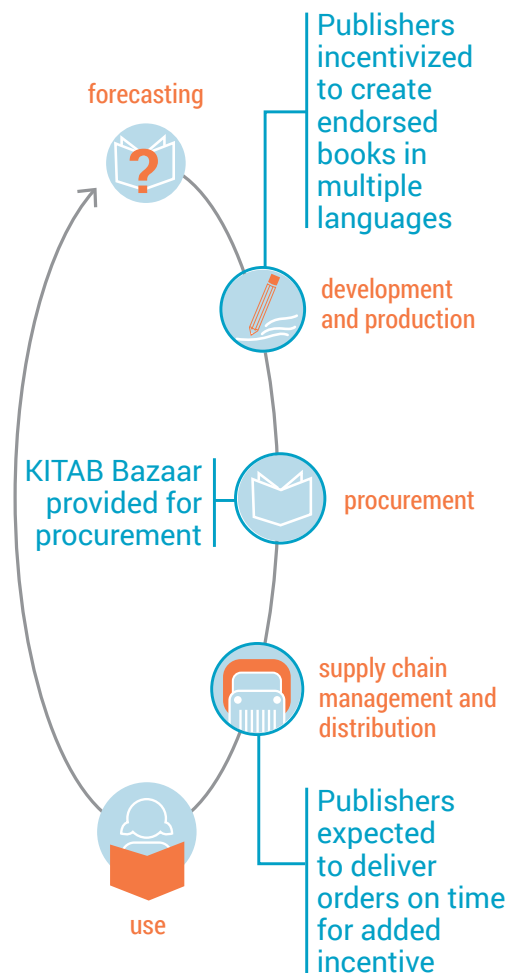 Publishers
incentivized
to create
endorsed
books in
multiple
languages
forecasting
?
development
and production
KITAB Bazaar
provided for
procurement
procurement
supply chain
management and
distribution
Publishers
expected
to deliver
orders on time
for added
incentive
use